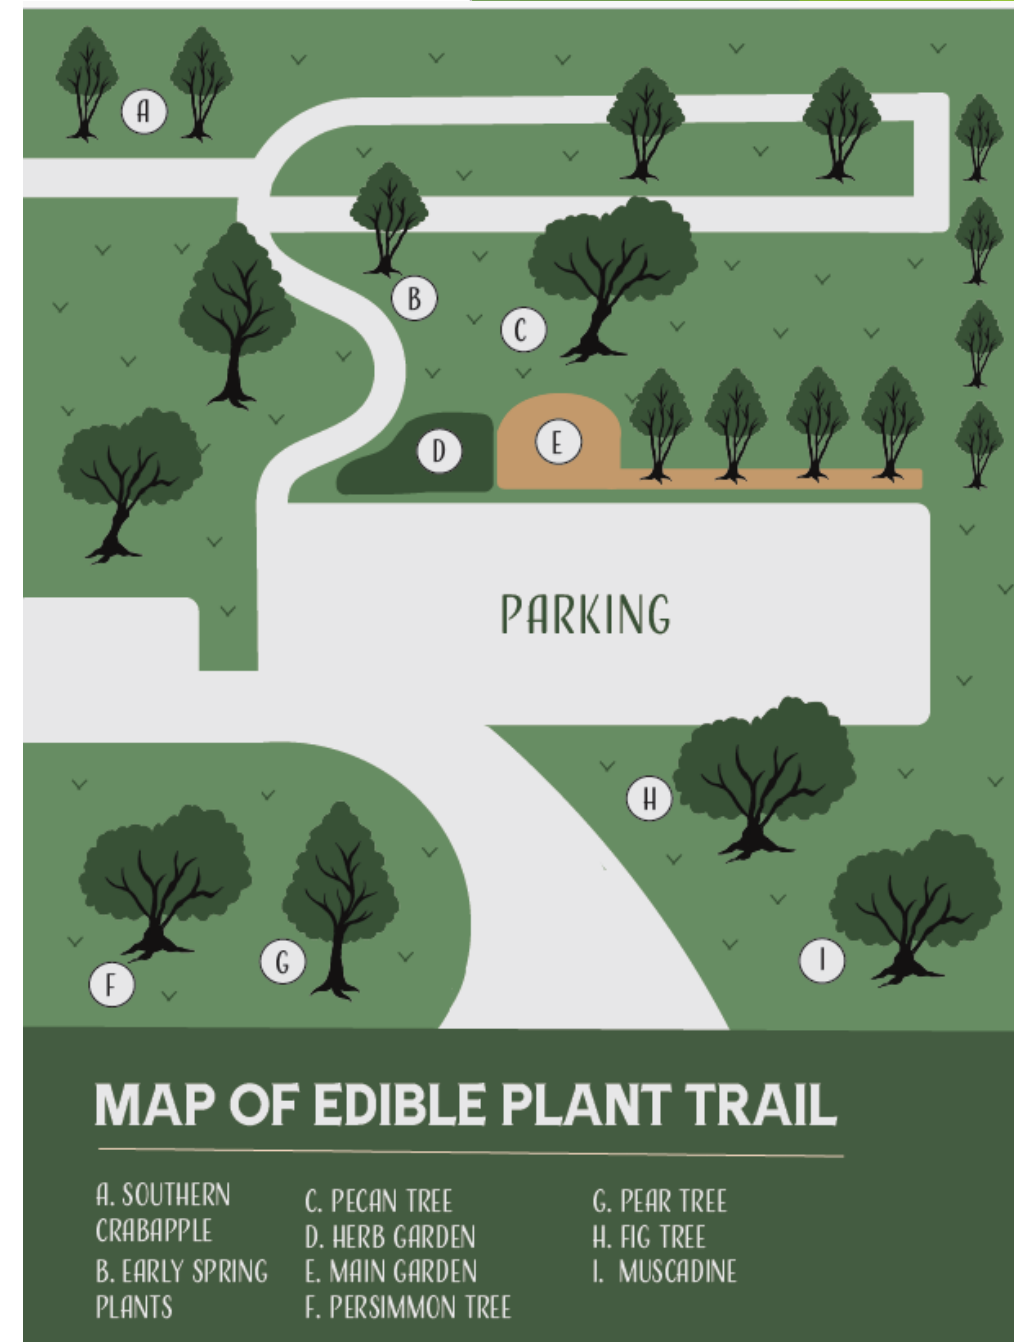 A
B
C
D
E
PARKING
H
G
I
F
MAP OF EDIBLE PLANT TRAIL
A. SOUTHERN
CRABAPPLE
B. EARLY SPRING
PLANTS
C. PECAN TREE
D. HERB GARDEN
E. MAIN GARDEN
F. PERSIMMON TREE
G. PEAR TREE
H. FIG TREE
I. MUSCADINE